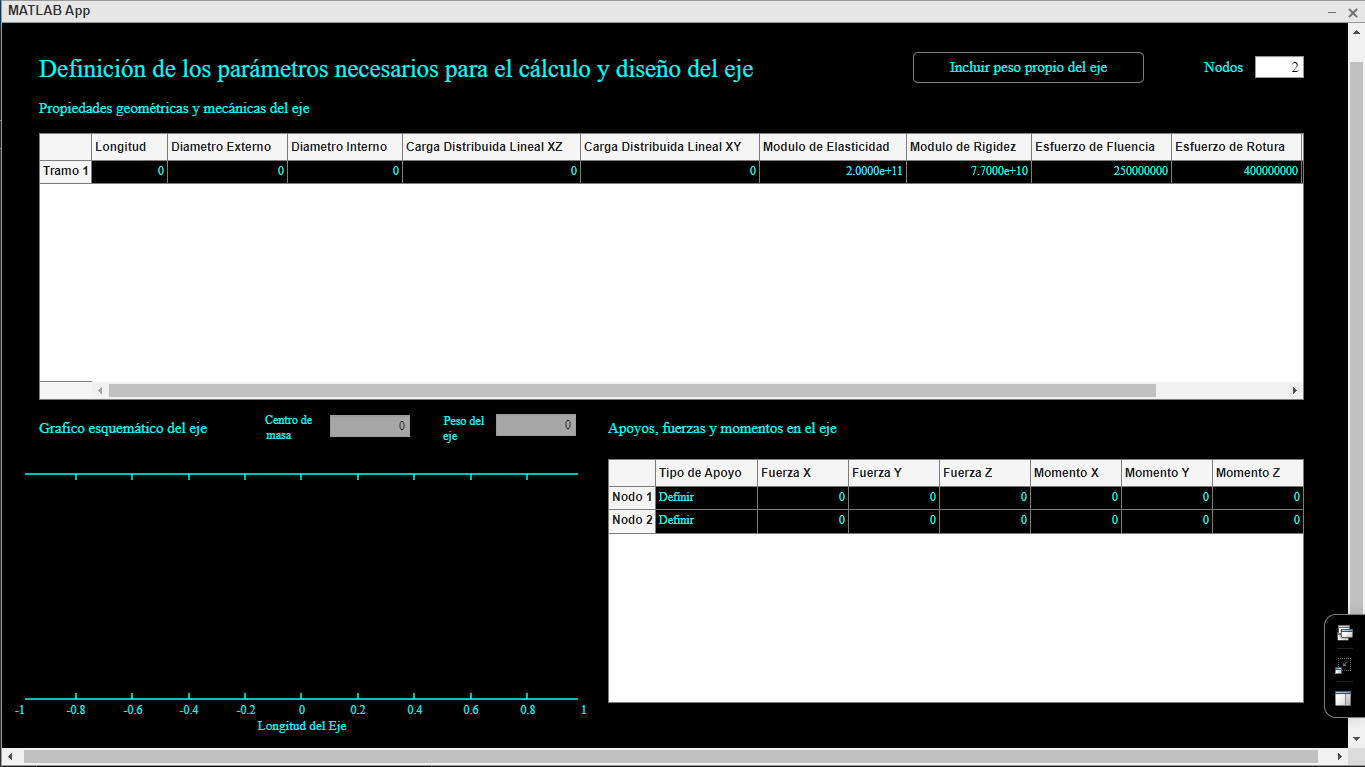 MATLAB App
Definición de los parámetros necesarios para el cálculo y diseño del eje
Incluir peso propio del eje
Nodos 2
Propiedades geométricas y mecánicas del eje
Longitud Diametro Externo Diametro Interno Carga Distribuida Lineal XZ Carga Distribuida Lineal XY Modulo de Elasticidad Modulo de Rigidez Esfuerzo de Fluencia Esfuerzo de Rotura
Tramo 1 0 0 0 0 0 2.0000e+11 7.7000e+10 250000000 400000000
Grafico esquemático del eje
Centro de
masa
0
Peso del
eje
0
-1 -0.8 -0.6 -0.4 -0.2 0 0.2 0.4 0.6 0.8 1
Longitud del Eje
Apoyos, fuerzas y momentos en el eje
Tipo de Apoyo Fuerza X Fuerza Y Fuerza Z Momento X Momento Y Momento Z
Nodo 1 Definir 0 0 0 0 0 0
Nodo 2 Definir 0 0 0 0 0 0